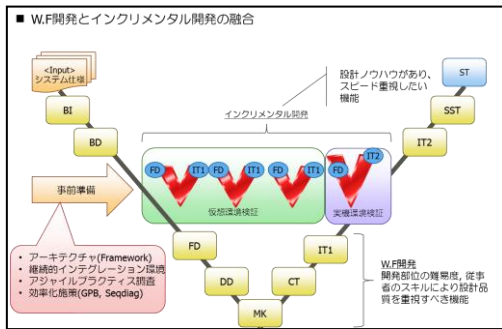 ■ W.F開発とインクリメンタル開発の融合
<Input>
システム仕様
ST
設計ノウハウがあり、
スピード重視したい
機能
BI
SST
インクリメンタル開発
BD
IT2
FD
IT1
FD
IT1
FD
IT1
FD
IT2
事前準備
仮想環境検証
実機環境検証
FD
IT1
• アーキテクチャ(Framework)
• 継続的インテグレーション環境
• アジャイルプラクティス調査
• 効率化施策(GPB, Seqdiag)
W.F開発
開発部位の難易度, 従事
者のスキルにより設計品
質を重視すべき機能
DD
CT
MK